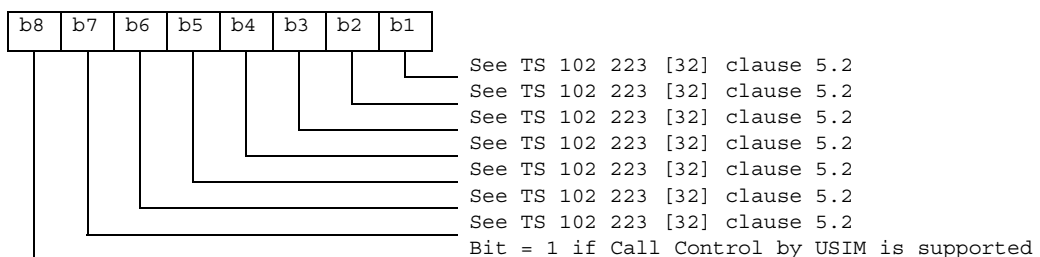 b8 b7 b6 b5 b4 b3 b2 b1
See TS 102 223 [32] clause 5.2
See TS 102 223 [32] clause 5.2
See TS 102 223 [32] clause 5.2
See TS 102 223 [32] clause 5.2
See TS 102 223 [32] clause 5.2
See TS 102 223 [32] clause 5.2
See TS 102 223 [32] clause 5.2
Bit = 1 if Call Control by USIM is supported